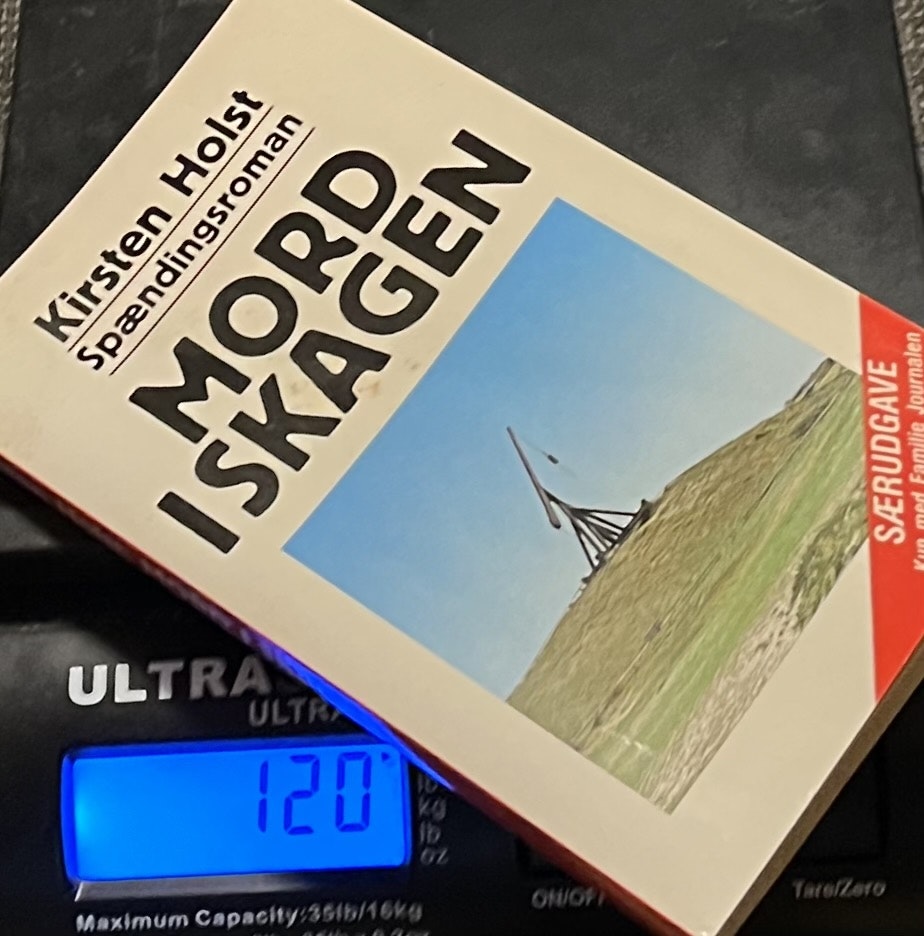 Kirsten Holst
Spændingsroman
MORD
I SKAGEN
SÆRUDGAVE
Kun med Familie Journalen
ULTRA
ULTRA
120
kg
lb
oz
Maximum Capacity:35lb/16kg
ON/OFF
Tare/Zero